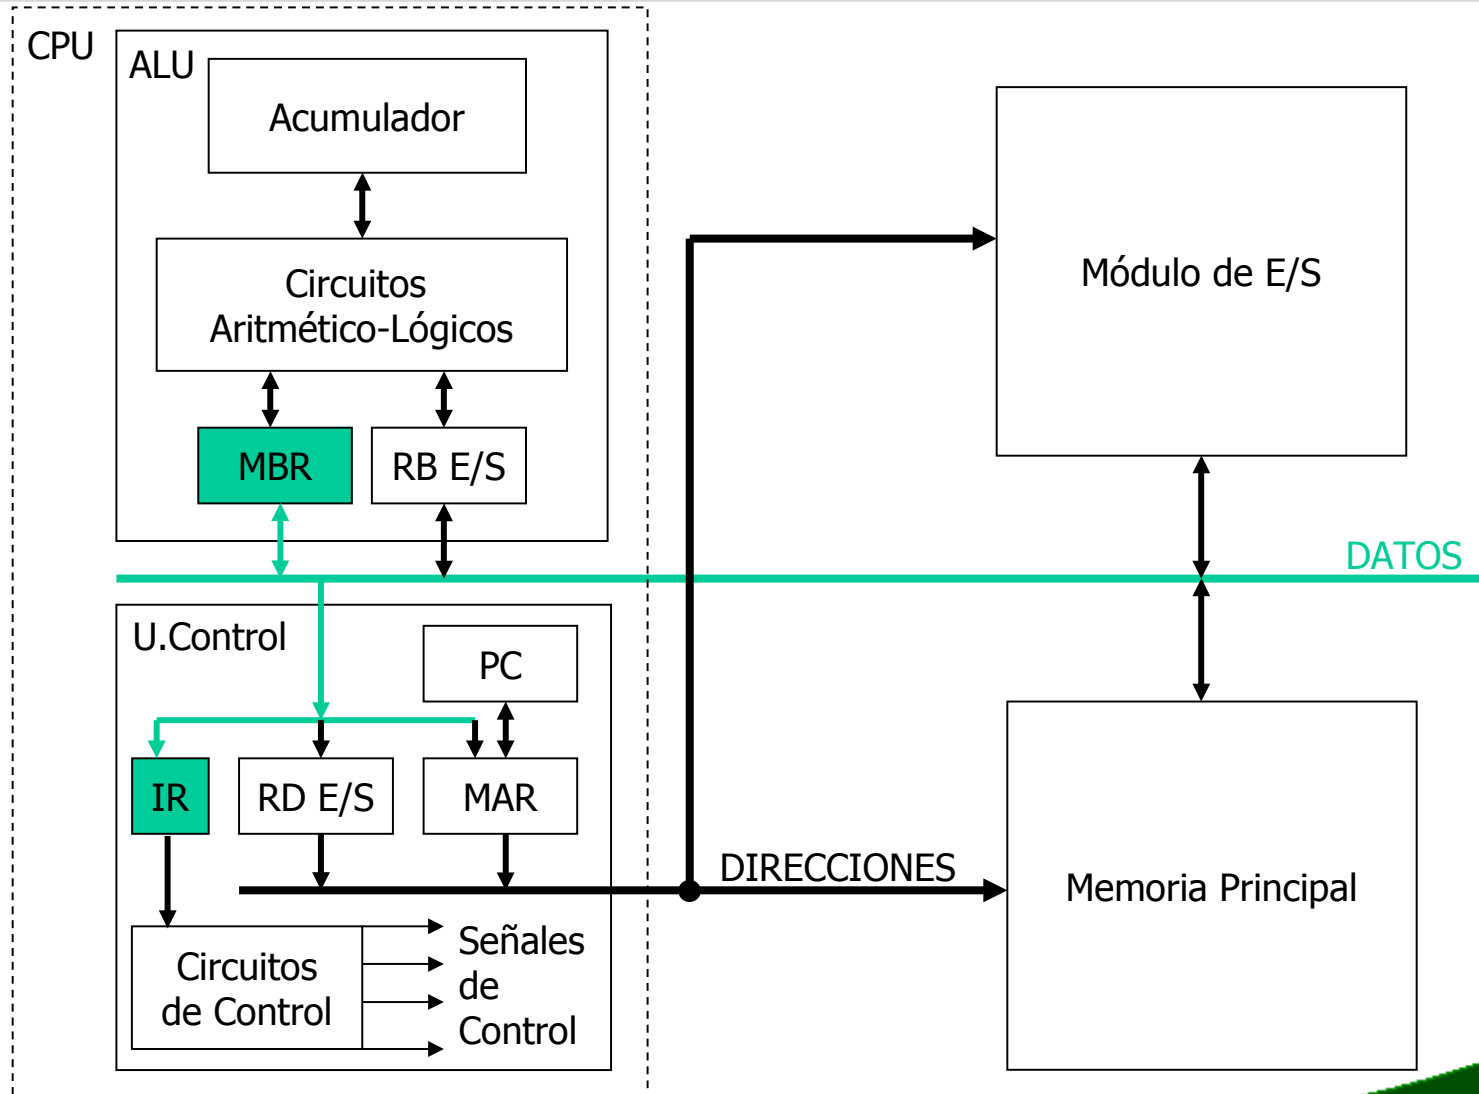 CPU
ALU
Acumulador
Circuitos
Aritmético-Lógicos
MBR
RB E/S
Módulo de E/S
DATOS
U.Control
PC
IR
RD E/S
MAR
DIRECCIONES
Memoria Principal
Circuitos
de Control
Señales
de
Control